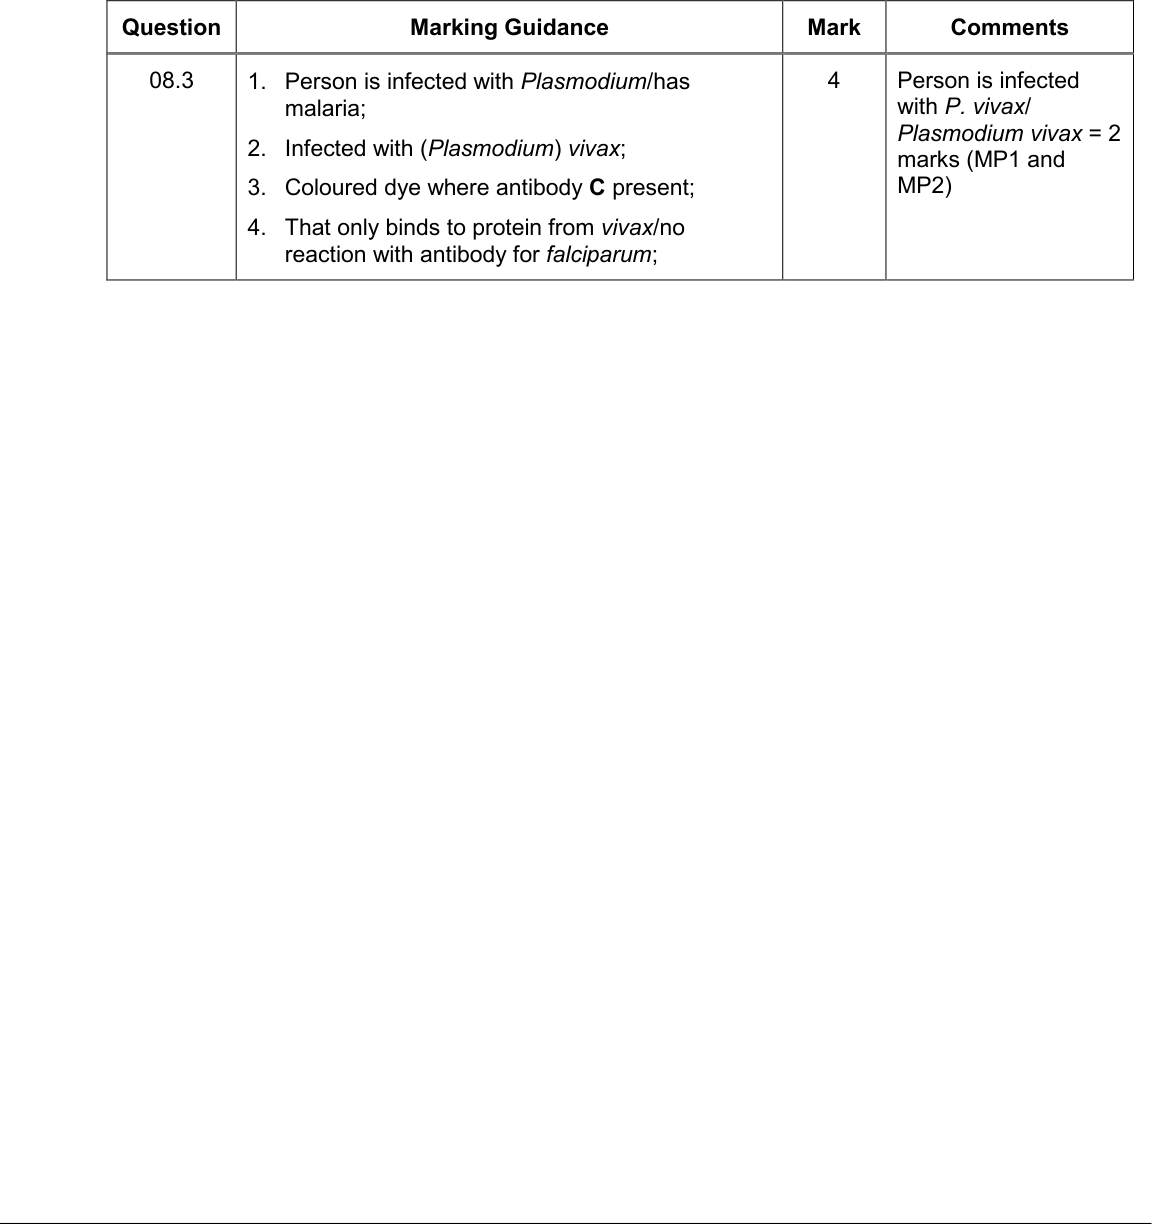 Question Marking Guidance Mark Comments
08.3
1. Person is infected with Plasmodium/has
malaria;
2. Infected with (Plasmodium) vivax;
3. Coloured dye where antibody C present;
4. That only binds to protein from vivax/no
reaction with antibody for falciparum;
4
Person is infected
with P. vivax/
Plasmodium vivax = 2
marks (MP1 and
MP2)